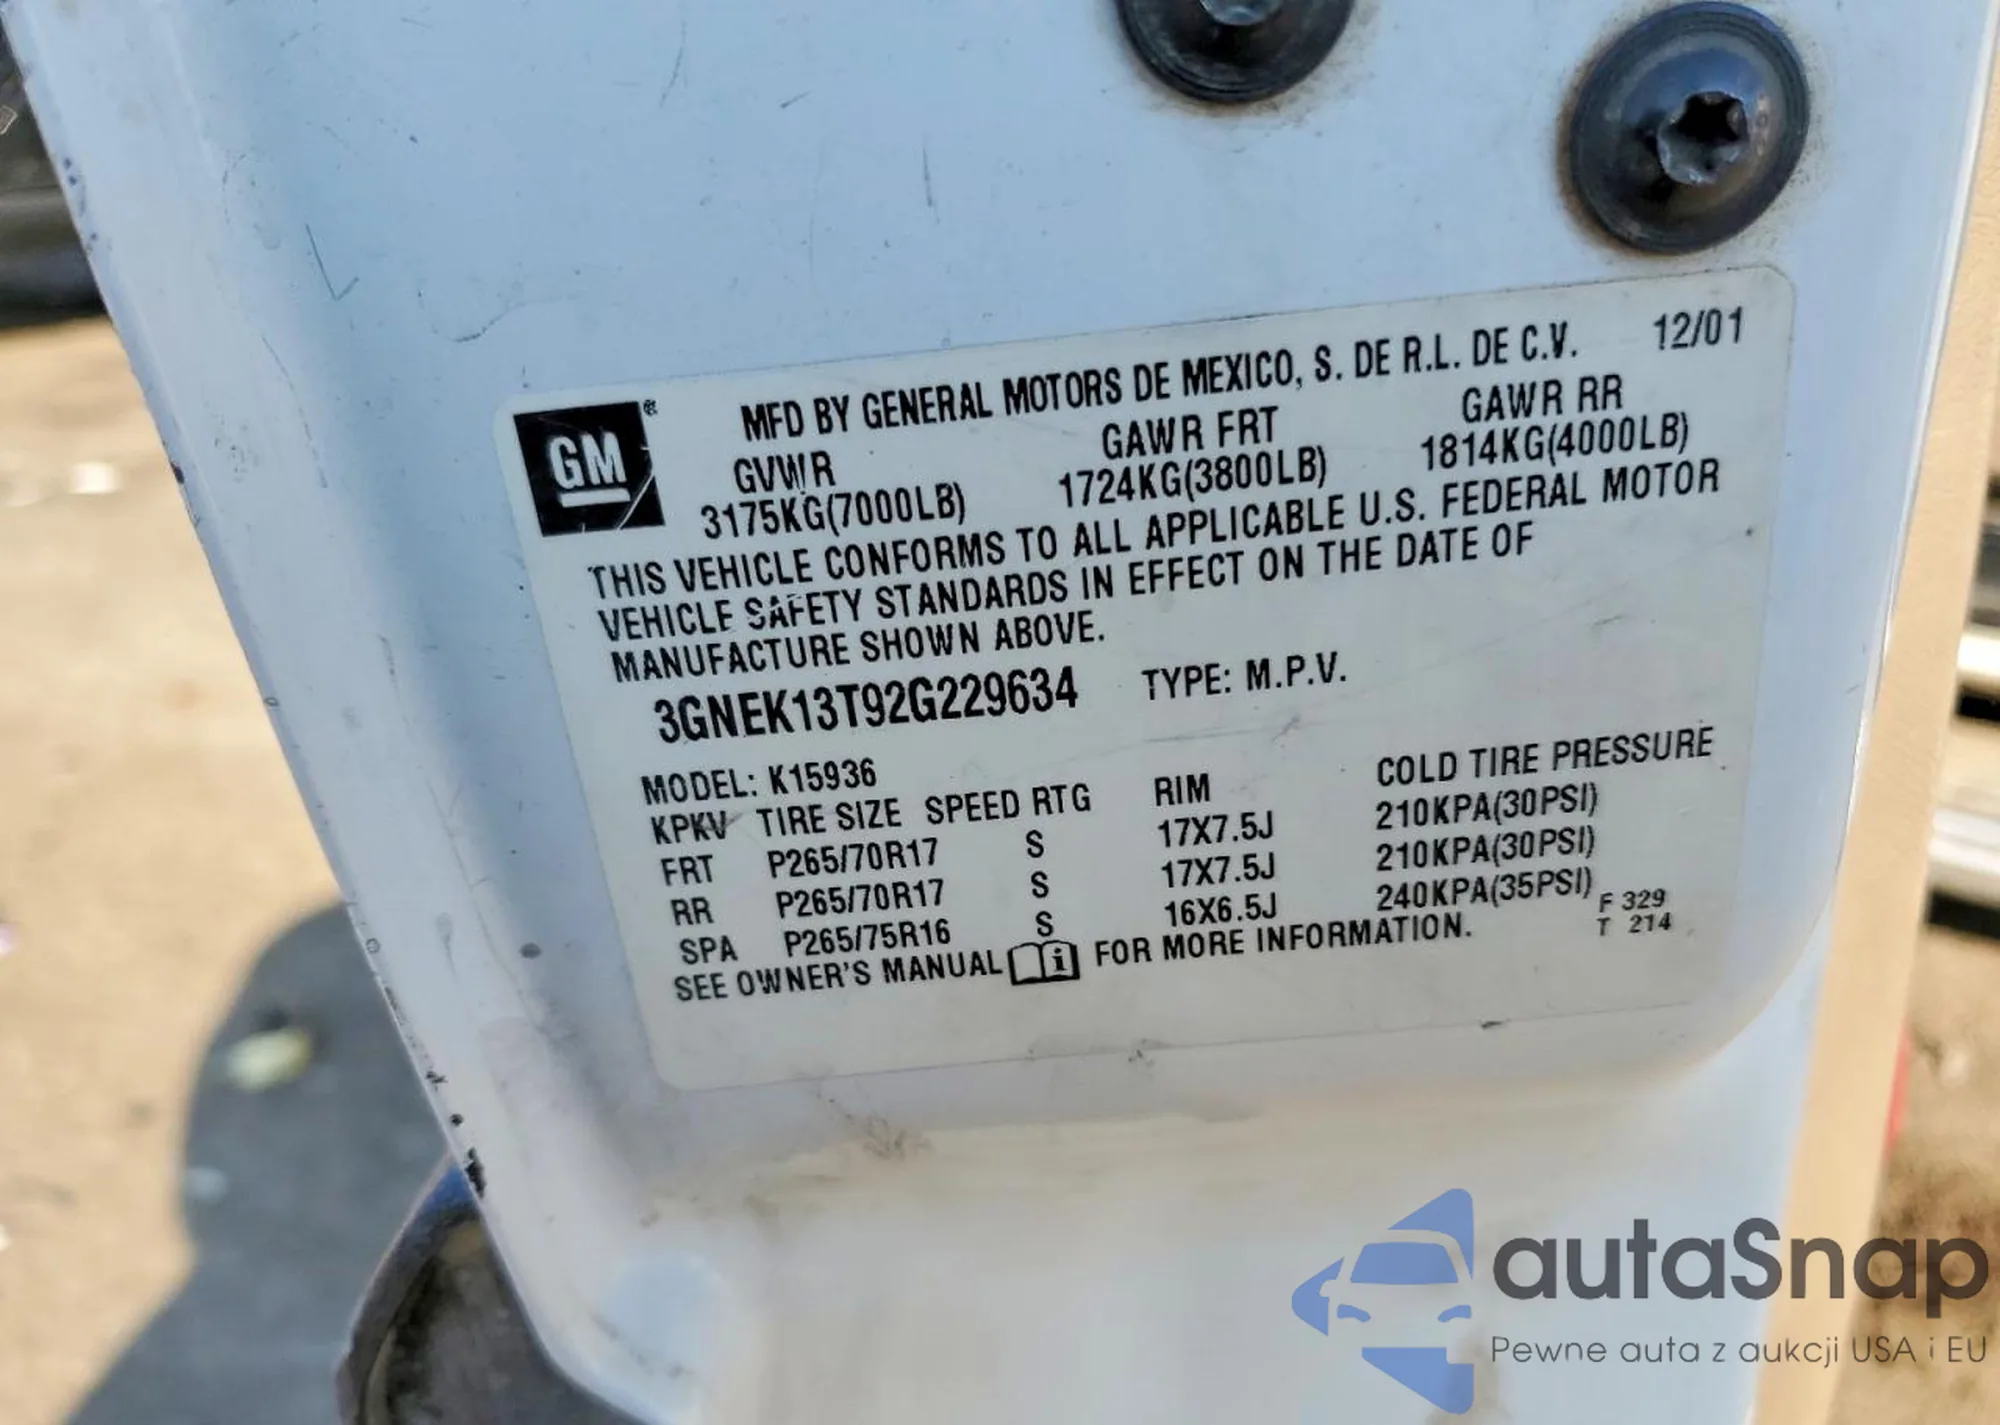 GM®
MFD BY GENERAL MOTORS DE MEXICO, S. DE R.L. DE C.V. 12/01
GVWR GAWR FRT GAWR RR
3175KG(7000LB) 1724KG(3800LB) 1814KG(4000LB)
THIS VEHICLE CONFORMS TO ALL APPLICABLE U.S. FEDERAL MOTOR
VEHICLE SAFETY STANDARDS IN EFFECT ON THE DATE OF
MANUFACTURE SHOWN ABOVE.
3GNEK13T92G229634 TYPE: M.P.V.
MODEL: K15936
KPKV TIRE SIZE SPEED RTG RIM COLD TIRE PRESSURE
FRT P265/70R17 S 17X7.5J 210KPA(30PSI)
RR P265/70R17 S 17X7.5J 210KPA(30PSI)
SPA P265/75R16 S 16X6.5J 240KPA(35PSI)
SEE OWNER'S MANUAL i FOR MORE INFORMATION.
F 329
T 214
autaSnap
Pewne auta z aukcji USA i EU